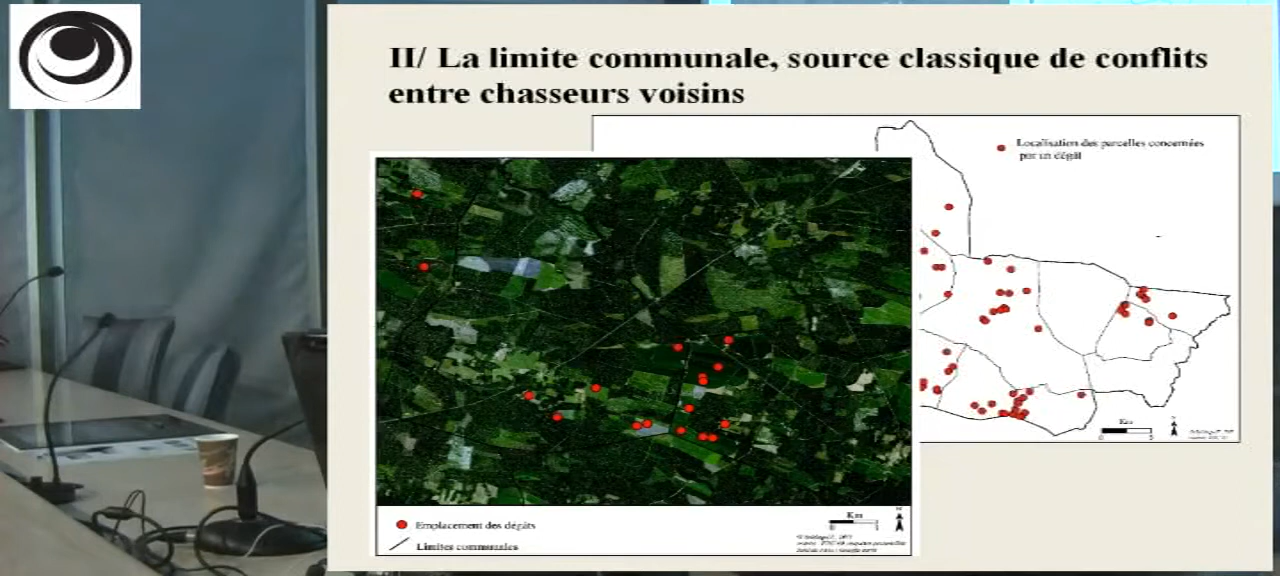 II/ La limite communale, source classique de conflits
entre chasseurs voisins
Localisation des parcelles concernées
par un dégât
Km
Emplacement des dégâts
Limites communales
Km